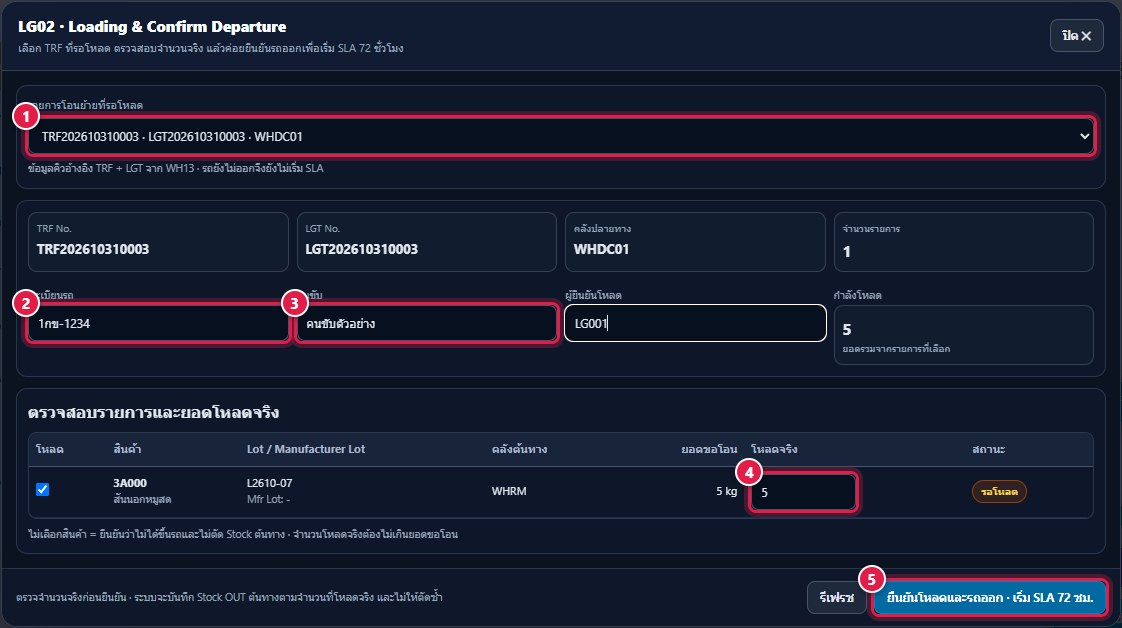 LG02 · Loading & Confirm Departure
เลือก TRF ที่รอโหลด ตรวจสอบจำนวนจริง แล้วค่อยยืนยันรถออกเพื่อเริ่ม SLA 72 ชั่วโมง
ปิด ✕
รายการโอนย้ายที่รอโหลด
1
TRF202610310003 · LGT202610310003 · WHDC01
ข้อมูลคิวอ้างอิง TRF + LGT จาก WH13 · รถยังไม่ออกจึงยังไม่เริ่ม SLA
TRF No.
TRF202610310003
LGT No.
LGT202610310003
คลังปลายทาง
WHDC01
จำนวนรายการ
1
2
ะเบียนรถ
1กข-1234
3
ขับ
คนขับตัวอย่าง
ผู้ยืนยันโหลด
LG001
กำลังโหลด
5
ยอดรวมจากรายการที่เลือก
ตรวจสอบรายการและยอดโหลดจริง
โหลด สินค้า Lot / Manufacturer Lot คลังต้นทาง ยอดขอโอน โหลดจริง สถานะ
4
3A000 L2610-07 WHRM 5 kg 5 รอโหลด
สันนอกหมูสด Mfr Lot: -
ไม่เลือกสินค้า = ยืนยันว่าไม่ได้ขึ้นรถและไม่ตัด Stock ต้นทาง · จำนวนโหลดจริงต้องไม่เกินยอดขอโอน
ตรวจจำนวนจริงก่อนยืนยัน · ระบบจะบันทึก Stock OUT ต้นทางตามจำนวนที่โหลดจริง และไม่ให้ตัดซ้ำ
รีเฟรช
5
ยืนยันโหลดและรถออก · เริ่ม SLA 72 ชม.